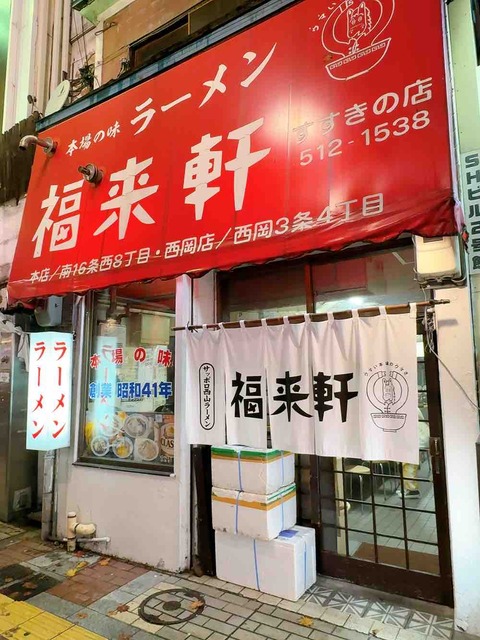 うまい
本場の味 ラーメン
福来軒
すすきの店
512-1538
本店/南16条西8丁目・西岡店/西岡3条4丁目
ラーメン
ラーメン
本場の味
創業 昭和41年
サッポロ西山ラーメン
福来軒